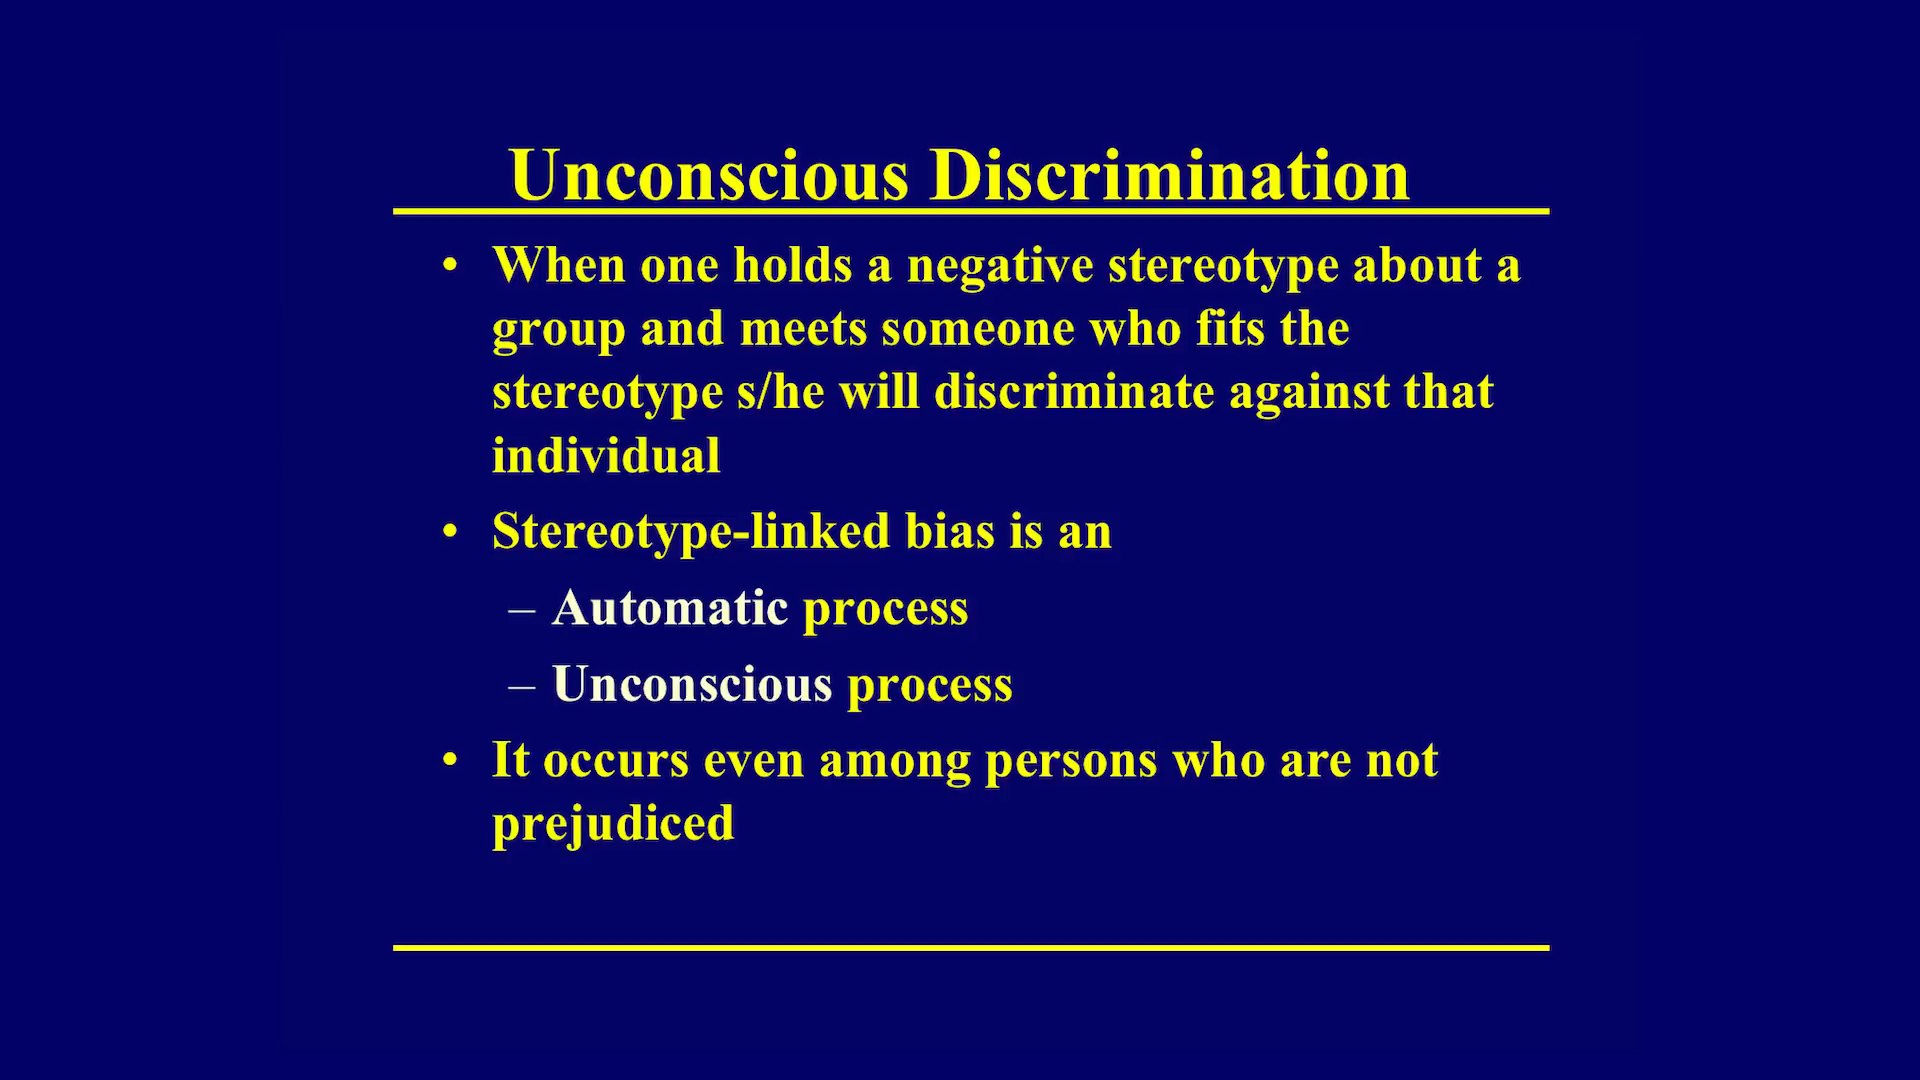 Unconscious Discrimination
• When one holds a negative stereotype about a
group and meets someone who fits the
stereotype s/he will discriminate against that
individual
• Stereotype-linked bias is an
– Automatic process
– Unconscious process
• It occurs even among persons who are not
prejudiced